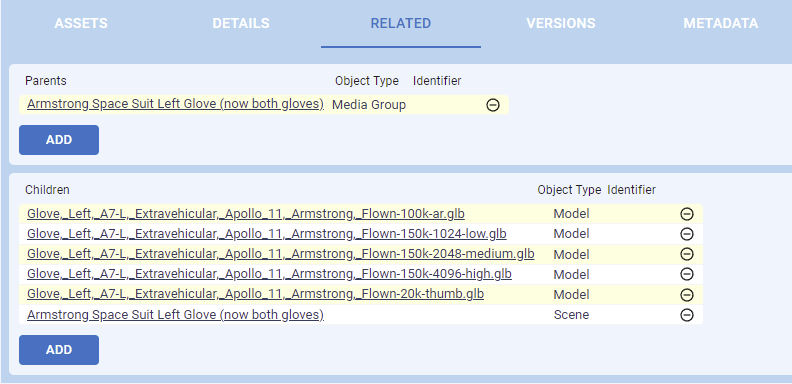 ASSETS DETAILS RELATED VERSIONS METADATA
Parents Object Type Identifier
Armstrong Space Suit Left Glove (now both gloves) Media Group
ADD
Children Object Type Identifier
Glove,_Left,_A7-L,_Extravehicular,_Apollo_11,_Armstrong,_Flown-100k-ar.glb Model
Glove,_Left,_A7-L,_Extravehicular,_Apollo_11,_Armstrong,_Flown-150k-1024-low.glb Model
Glove,_Left,_A7-L,_Extravehicular,_Apollo_11,_Armstrong,_Flown-150k-2048-medium.glb Model
Glove,_Left,_A7-L,_Extravehicular,_Apollo_11,_Armstrong,_Flown-150k-4096-high.glb Model
Glove,_Left,_A7-L,_Extravehicular,_Apollo_11,_Armstrong,_Flown-20k-thumb.glb Model
Armstrong Space Suit Left Glove (now both gloves) Scene
ADD